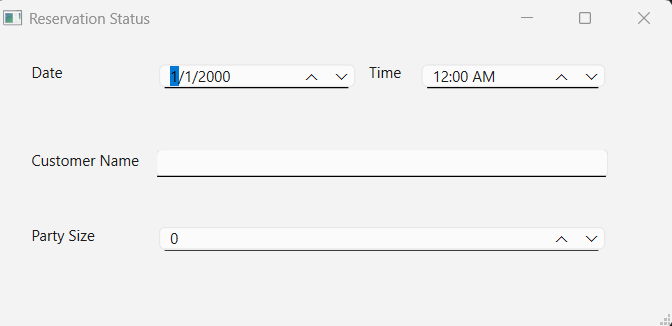 Reservation Status
Date 1/1/2000 Time 12:00 AM
Customer Name
Party Size 0